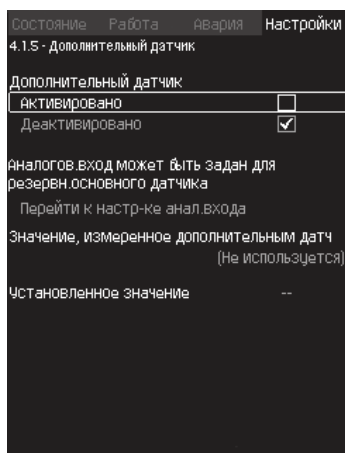 Состояние Работа Авария Настройки
4.1.5 - Дополнительный датчик
Дополнительный датчик
Активировано
Деактивировано
Аналогов.вход может быть задан для
резервн.основного датчика
Перейти к настр-ке анал.входа
Значение, измеренное дополнительным датч
(Не используется)
Установленное значение --